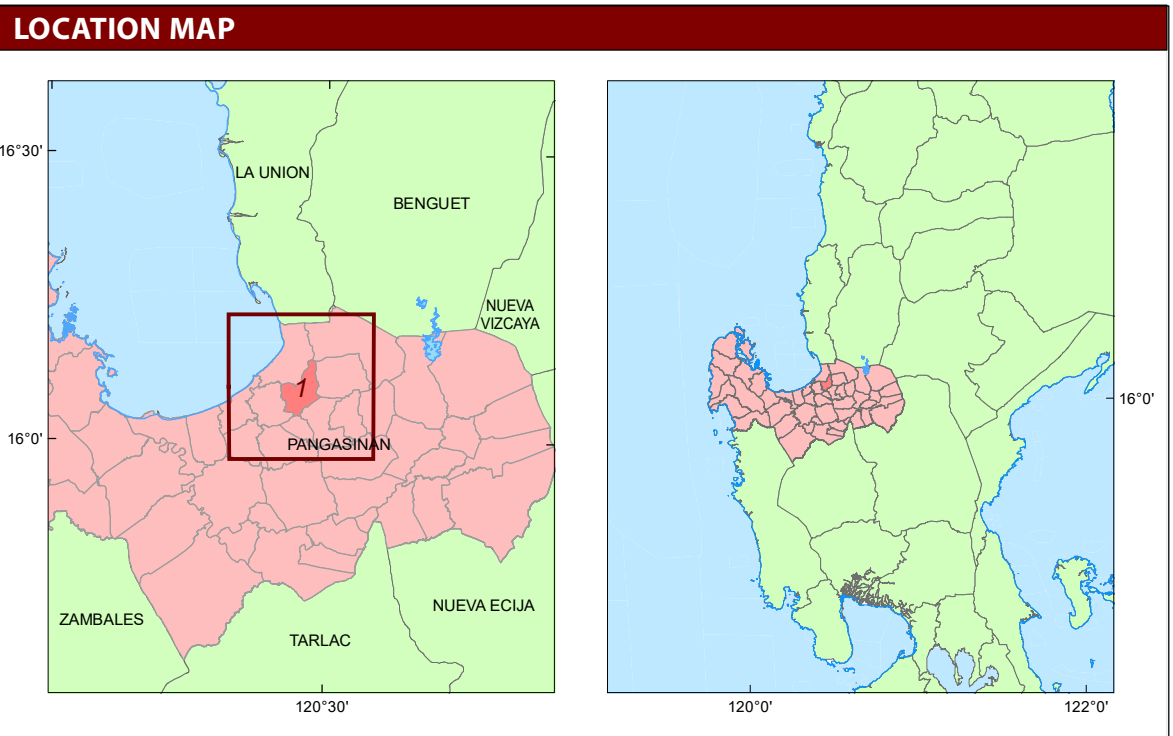 LOCATION MAP
16°30'
LA UNION
BENGUET
NUEVA
VIZCAYA
1
16°0'
PANGASINAN
ZAMBALES
NUEVA ECIJA
TARLAC
120°30'
16°0'
120°0'
122°0'